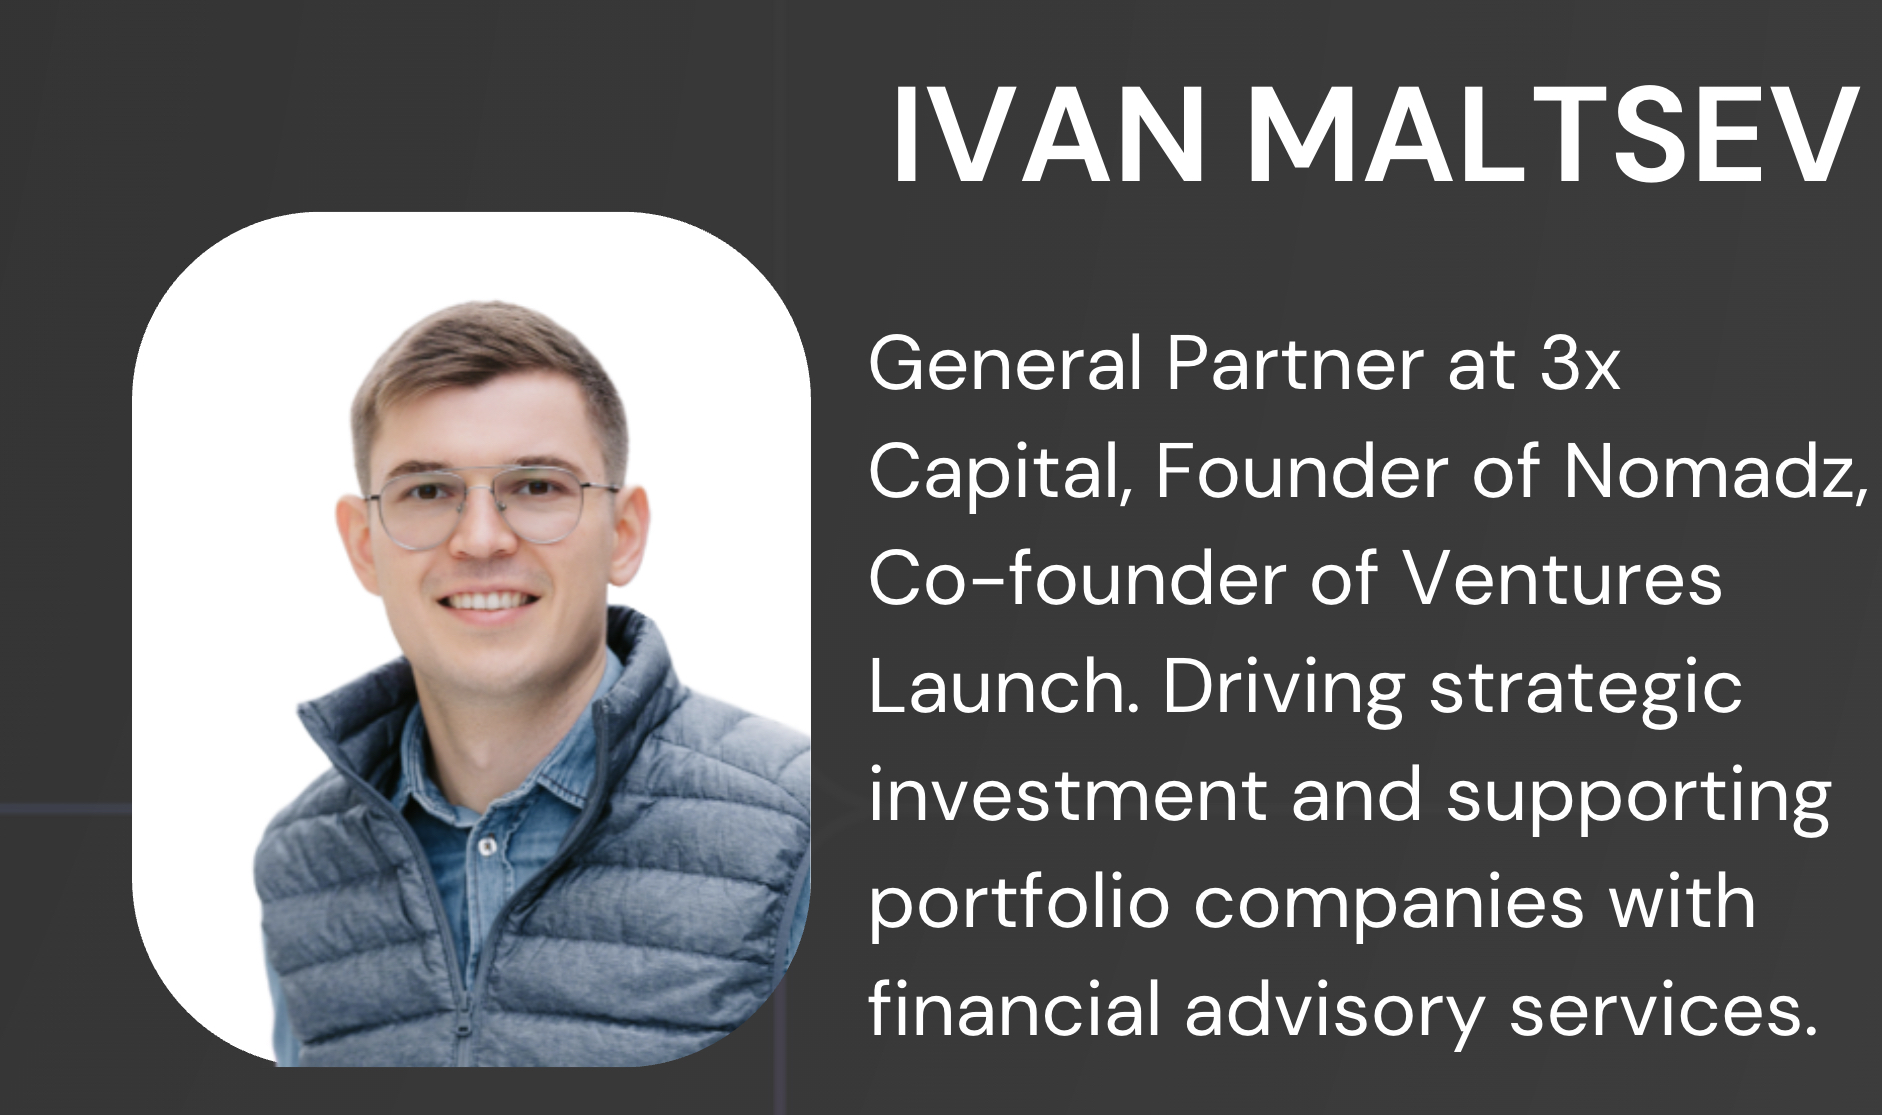 IVAN MALTSEV
General Partner at 3x
Capital, Founder of Nomadz,
Co-founder of Ventures
Launch. Driving strategic
investment and supporting
portfolio companies with
financial advisory services.